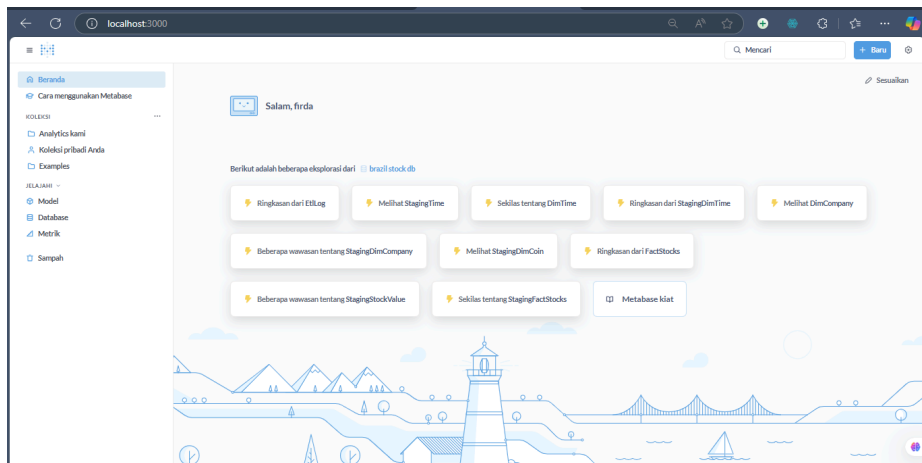 localhost:3000
Mencari
+ Baru
Beranda
Cara menggunakan Metabase
KOLEKSI
Analytics kami
Koleksi pribadi Anda
Examples
JELAJAHI
Model
Database
Metrik
Sampah
Sesuaikan
Salam, firda
Berikut adalah beberapa eksplorasi dari brazil stock db
Ringkasan dari EtlLog
Melihat StagingTime
Sekilas tentang DimTime
Ringkasan dari StagingDimTime
Melihat DimCompany
Beberapa wawasan tentang StagingDimCompany
Melihat StagingDimCoin
Ringkasan dari FactStocks
Beberapa wawasan tentang StagingStockValue
Sekilas tentang StagingFactStocks
Metabase kiat